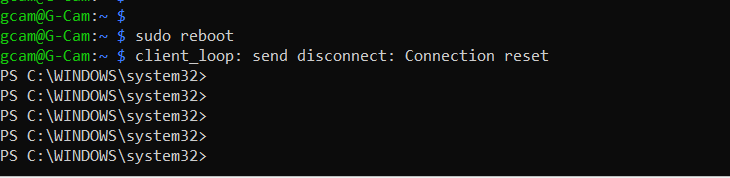 gcam@G-Cam:~ $
gcam@G-Cam:~ $ sudo reboot
gcam@G-Cam:~ $ client_loop: send disconnect: Connection reset
PS C:\WINDOWS\system32>
PS C:\WINDOWS\system32>
PS C:\WINDOWS\system32>
PS C:\WINDOWS\system32>
PS C:\WINDOWS\system32>